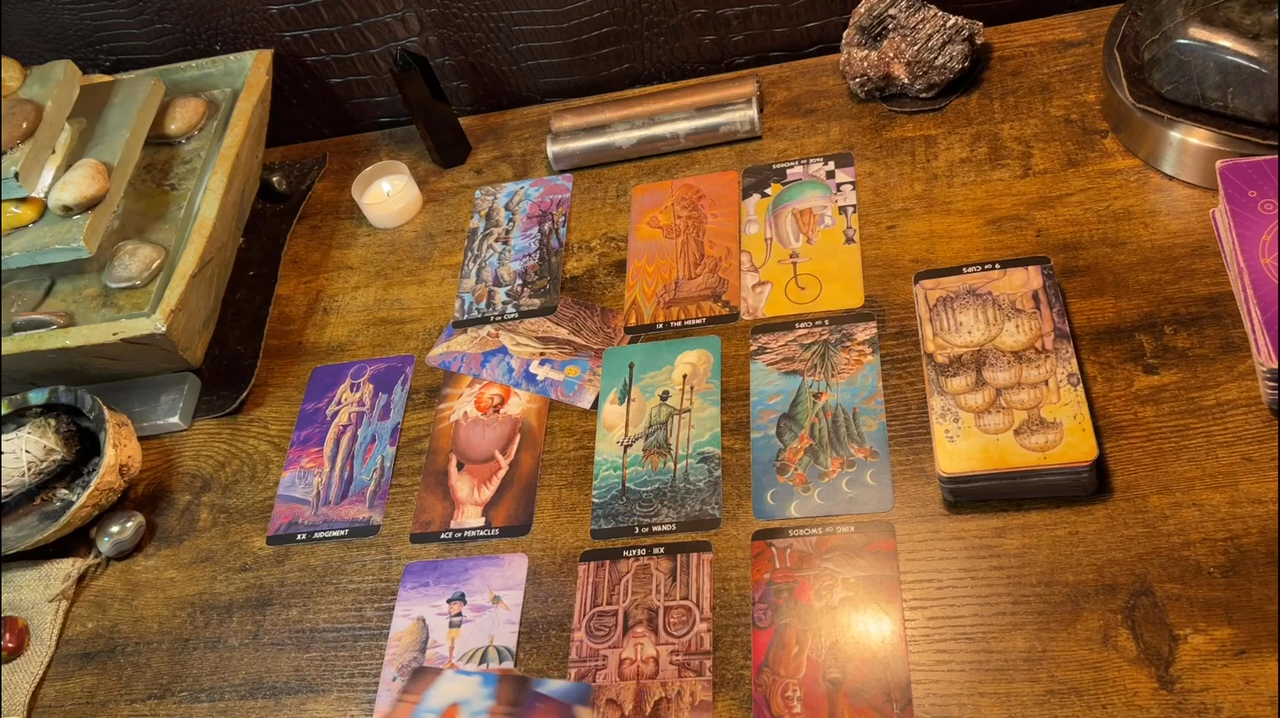 PAGE OF SWORDS
7 OF CUPS
IX · THE HERMIT
9 OF CUPS
5 OF CUPS
XX · JUDGEMENT
ACE OF PENTACLES
3 OF WANDS
XIII · DEATH
KING OF SWORDS